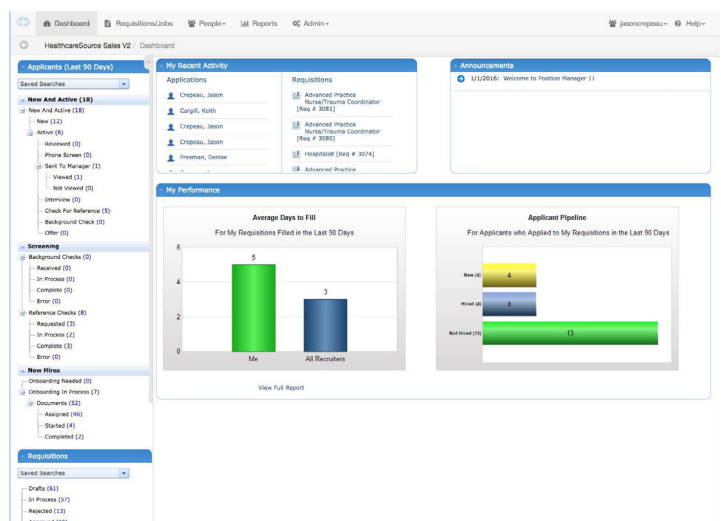 Dashboard Requisitions/Jobs People Reports Admin jasoncrepeau Help
HealthcareSource Sales V2 / Dashboard
Applicants (Last 90 Days)
Saved Searches
New And Active (18)
New And Active (18)
New (12)
Active (6)
Reviewed (0)
Phone Screen (0)
Sent To Manager (1)
Viewed (1)
Not Viewed (0)
Interview (0)
Check For Reference (5)
Background Check (0)
Offer (0)
Screening
Background Checks (0)
Received (0)
In Process (0)
Complete (0)
Error (0)
Reference Checks (8)
Requested (3)
In Process (2)
Complete (3)
Error (0)
New Hires
Onboarding Needed (0)
Onboarding In Process (7)
Documents (52)
Assigned (46)
Started (4)
Completed (2)
Requisitions
Saved Searches
Drafts (61)
In Process (57)
Rejected (13)
My Recent Activity
Applications
Crepeau, Jason
Cargill, Keith
Crepeau, Jason
Crepeau, Jason
Presman, Denise
Requisitions
Advanced Practice
Nurse/Trauma Coordinator
[Req # 3081]
Advanced Practice
Nurse/Trauma Coordinator
[Req # 3080]
Hospitalist [Req # 3074]
Advanced Practice
Announcements
1/1/2016: Welcome to Position Manager 11
My Performance
Average Days to Fill
For My Requisitions Filled in the Last 90 Days
6
4
2
0
5
3
Me
All Recruiters
View Full Report
Applicant Pipeline
For Applicants who Applied to My Requisitions in the Last 90 Days
New (4) 4
Hired (4) 4
Not Hired (13) 13